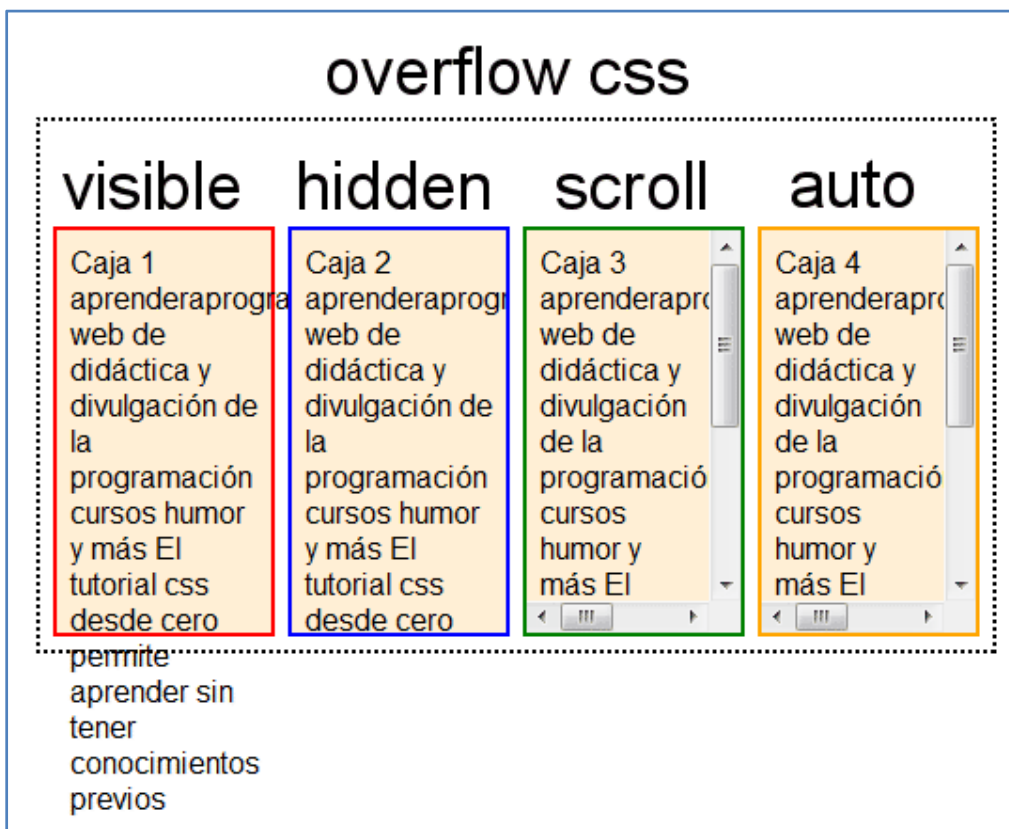 overflow css
visible hidden scroll auto
Caja 1
aprenderaprogra
web de
didáctica y
divulgación de
la
programación
cursos humor
y más El
tutorial css
desde cero
permite
aprender sin
tener
conocimientos
previos
Caja 2
aprenderaprogr
web de
didáctica y
divulgación de
la
programación
cursos humor
y más El
tutorial css
desde cero
Caja 3
aprenderapro
web de
didáctica y
divulgación
de la
programació
cursos
humor y
más El
Caja 4
aprenderapro
web de
didáctica y
divulgación
de la
programació
cursos
humor y
más El